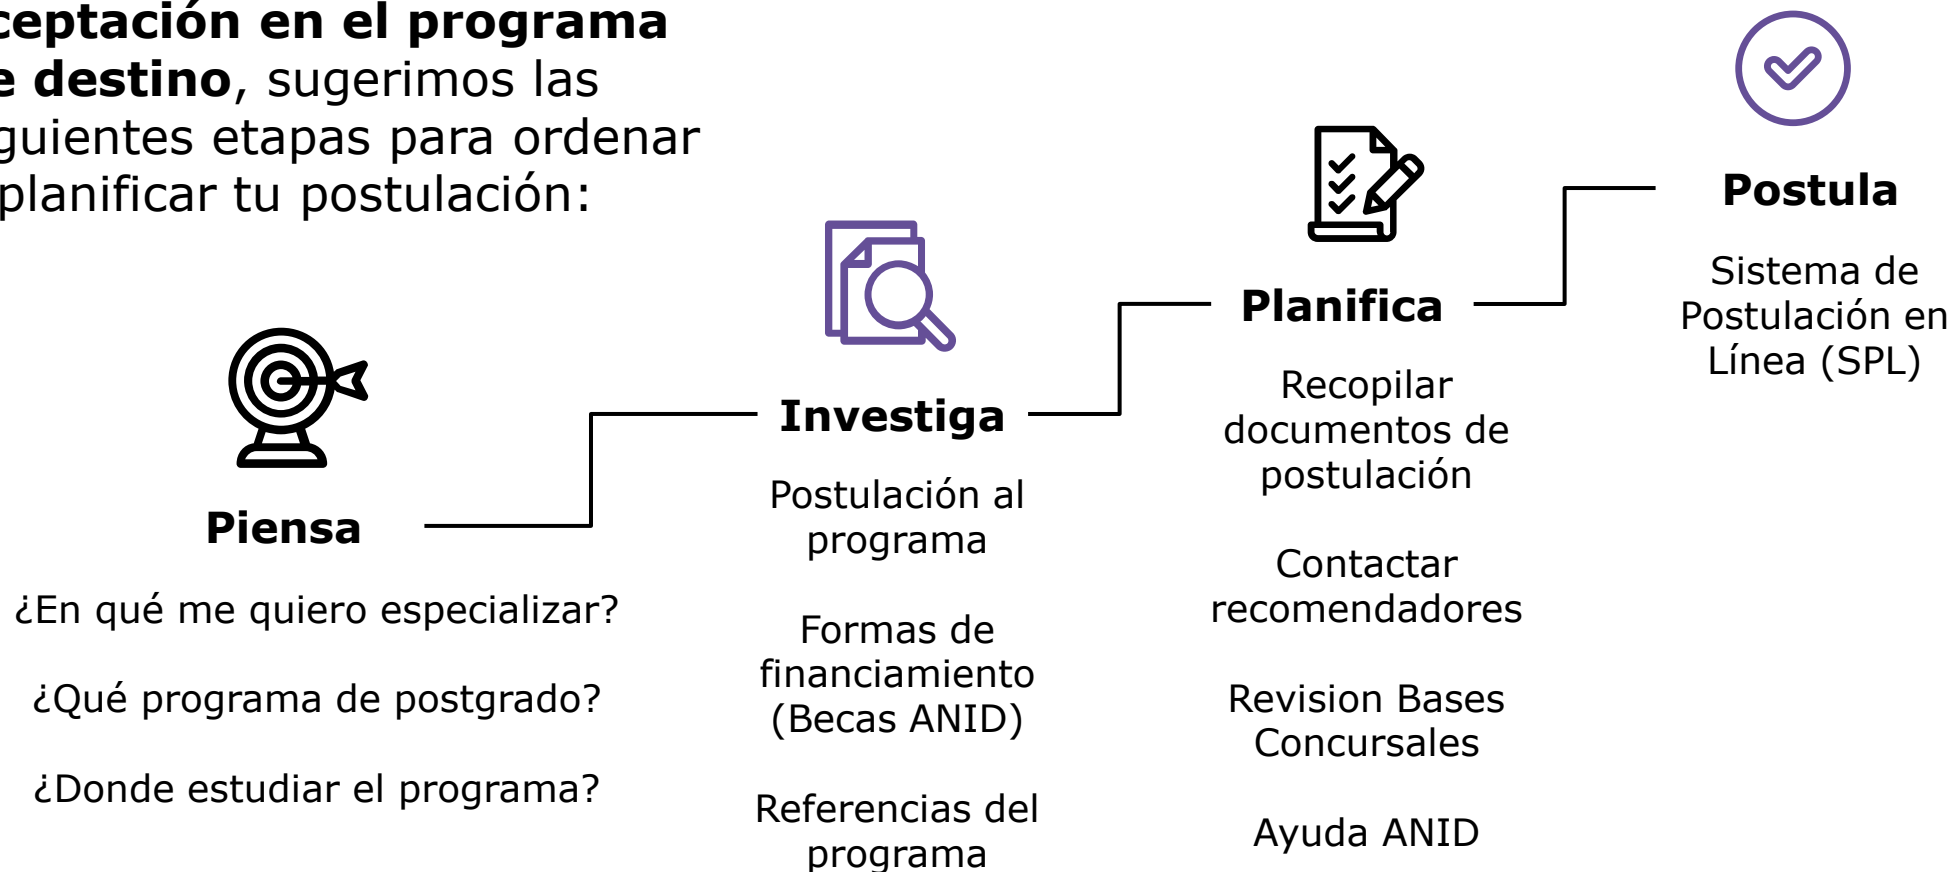 ceptación en el programa
e destino, sugerimos las
guientes etapas para ordenar
planificar tu postulación:
Piensa
¿En qué me quiero especializar?
¿Qué programa de postgrado?
¿Donde estudiar el programa?
Investiga
Postulación al
programa
Formas de
financiamiento
(Becas ANID)
Referencias del
programa
Planifica
Recopilar
documentos de
postulación
Contactar
recomendadores
Revision Bases
Concursales
Ayuda ANID
Postula
Sistema de
Postulación en
Línea (SPL)